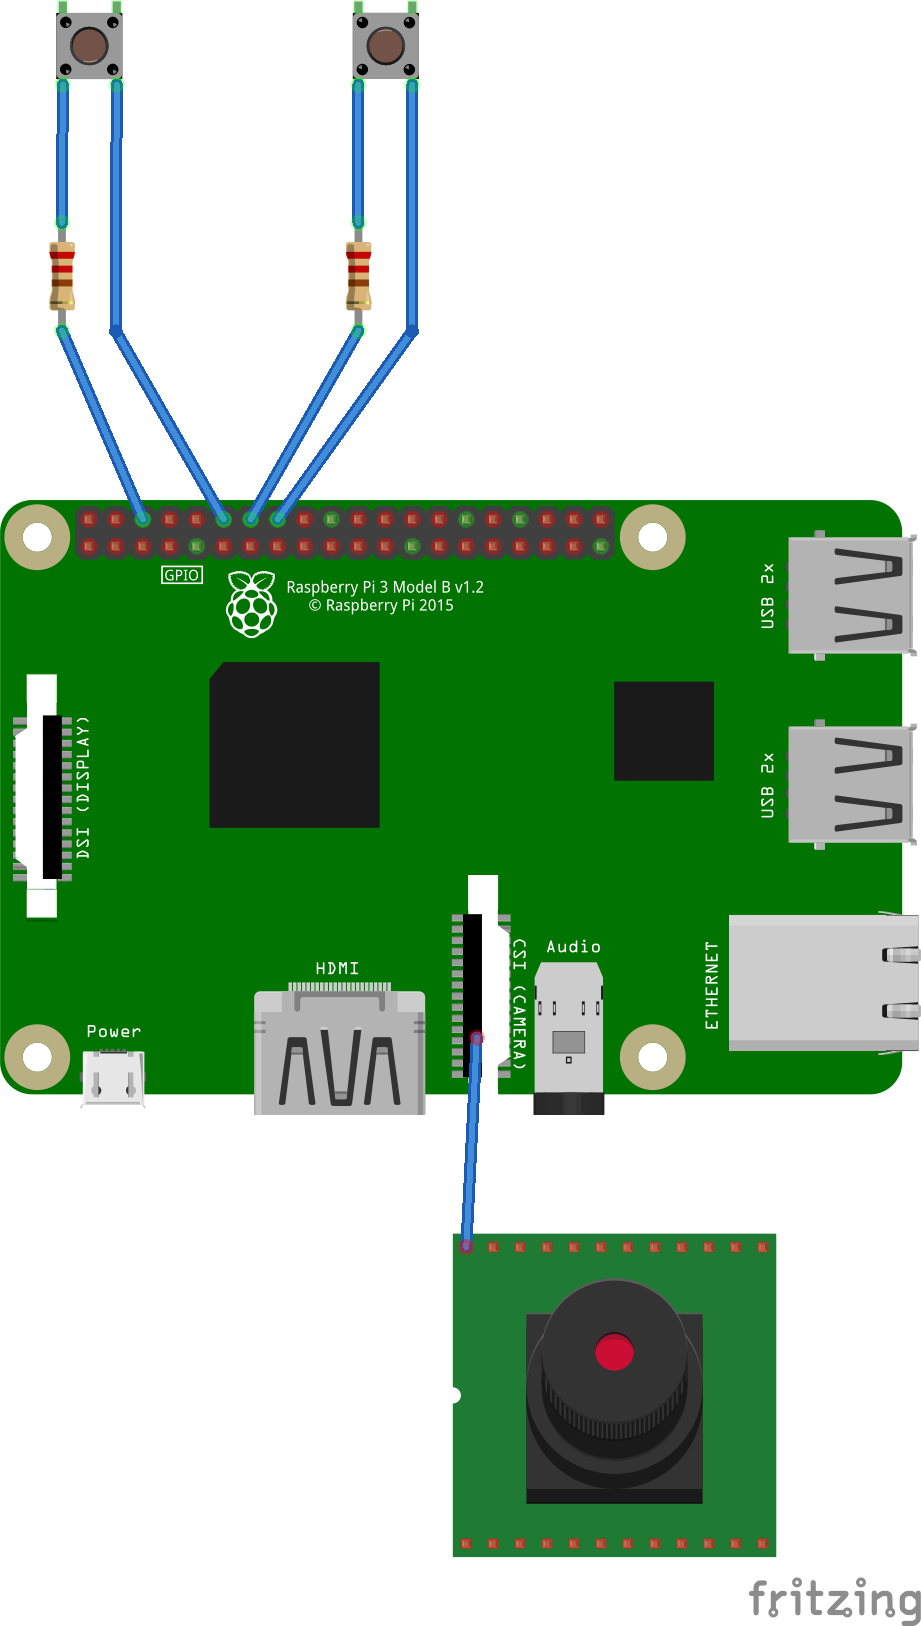 GPIO
Raspberry Pi 3 Model B v1.2
© Raspberry Pi 2015
USB 2x
DSI (DISPLAY)
USB 2x
CSI (CAMERA)
Audio
ETHERNET
HDMI
Power
fritzing